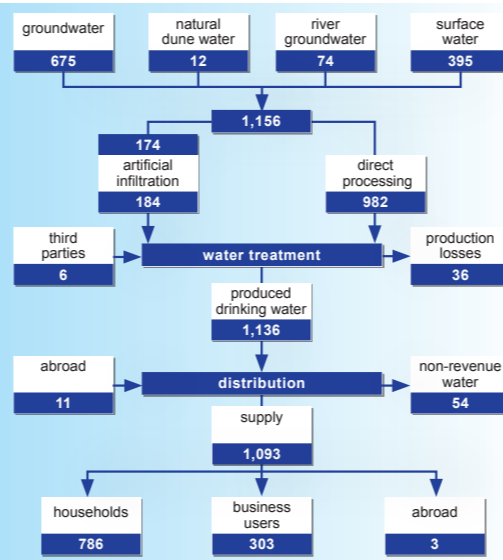 groundwater
675
natural
dune water
12
river
groundwater
74
surface
water
395
1,156
174
artificial
infiltration
184
direct
processing
982
third
parties
6
water treatment
production
losses
36
produced
drinking water
1,136
abroad
11
distribution
non-revenue
water
54
supply
1,093
households
786
business
users
303
abroad
3